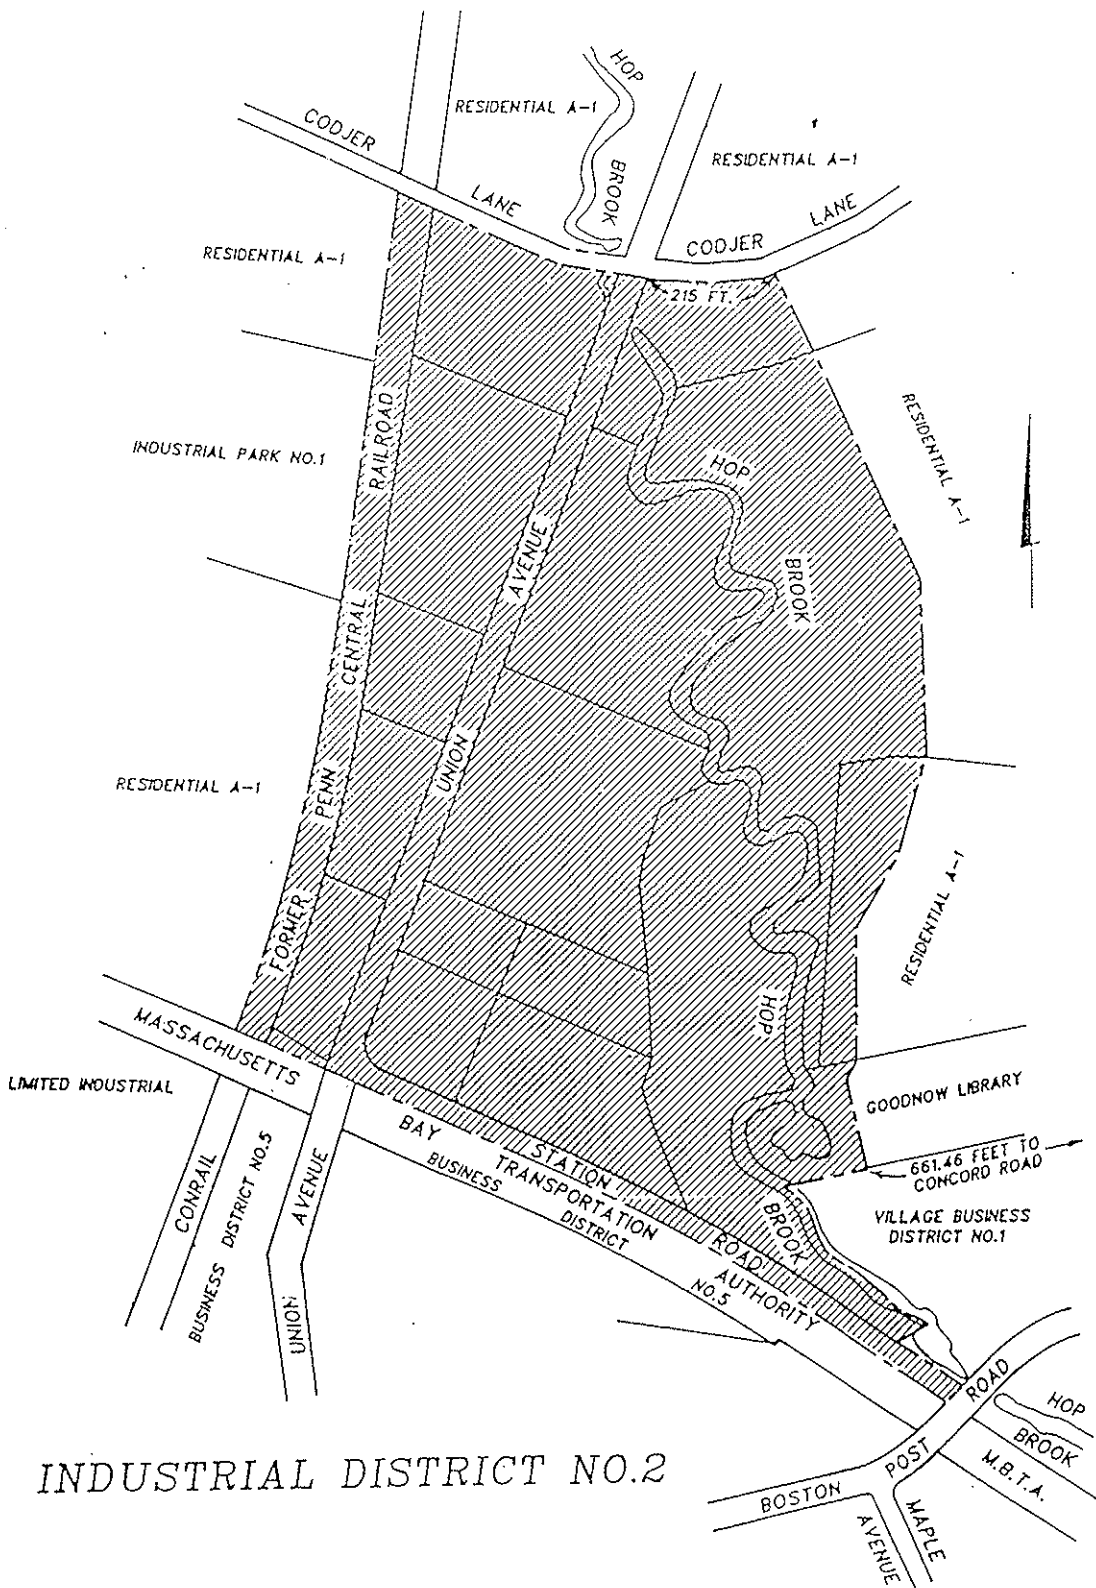 HOP
RESIDENTIAL A-1
CODJER
BROOK
RESIDENTIAL A-1
LANE
LANE
CODJER
RESIDENTIAL A-1
215 FT.
RESIDENTIAL A-1
RAILROAD
INDUSTRIAL PARK NO.1
HOP
AVENUE
BROOK
CENTRAL
UNION
PENN
RESIDENTIAL A-1
RESIDENTIAL A-1
FORMER
HOP
MASSACHUSETTS
LIMITED INDUSTRIAL
GOODNOW LIBRARY
BAY
STATION
661.46 FEET TO
CONCORD ROAD
BUSINESS
TRANSPORTATION
DISTRICT
BROOK
VILLAGE BUSINESS
DISTRICT NO.1
CONRAIL
BUSINESS DISTRICT NO.5
AVENUE
ROAD
AUTHORITY
NO.5
UNION
ROAD
HOP
BROOK
POST
M.B.T.A.
INDUSTRIAL DISTRICT NO.2
BOSTON
MAPLE
AVENUE